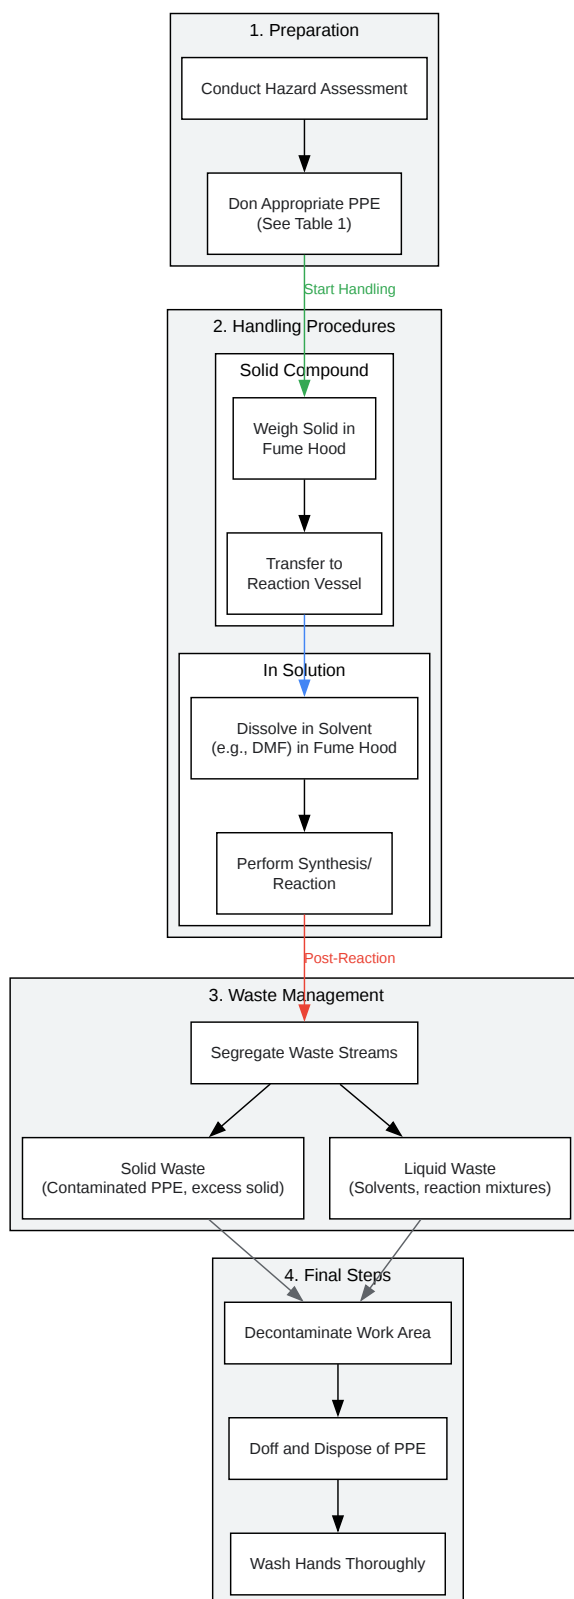 1. Preparation
Conduct Hazard Assessment
Don Appropriate PPE
(See Table 1)
Start Handling
2. Handling Procedures
Solid Compound
Weigh Solid in
Fume Hood
Transfer to
Reaction Vessel
In Solution
Dissolve in Solvent
(e.g., DMF) in Fume Hood
Perform Synthesis/
Reaction
Post-Reaction
3. Waste Management
Segregate Waste Streams
Solid Waste
(Contaminated PPE, excess solid)
Liquid Waste
(Solvents, reaction mixtures)
4. Final Steps
Decontaminate Work Area
Doff and Dispose of PPE
Wash Hands Thoroughly